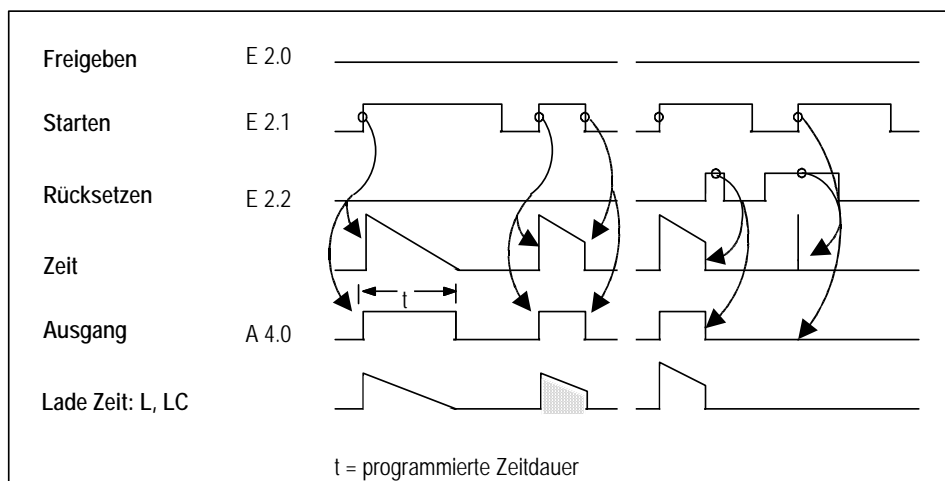 Freigeben E 2.0
Starten E 2.1
Rücksetzen E 2.2
Zeit
t
Ausgang A 4.0
Lade Zeit: L, LC
t = programmierte Zeitdauer